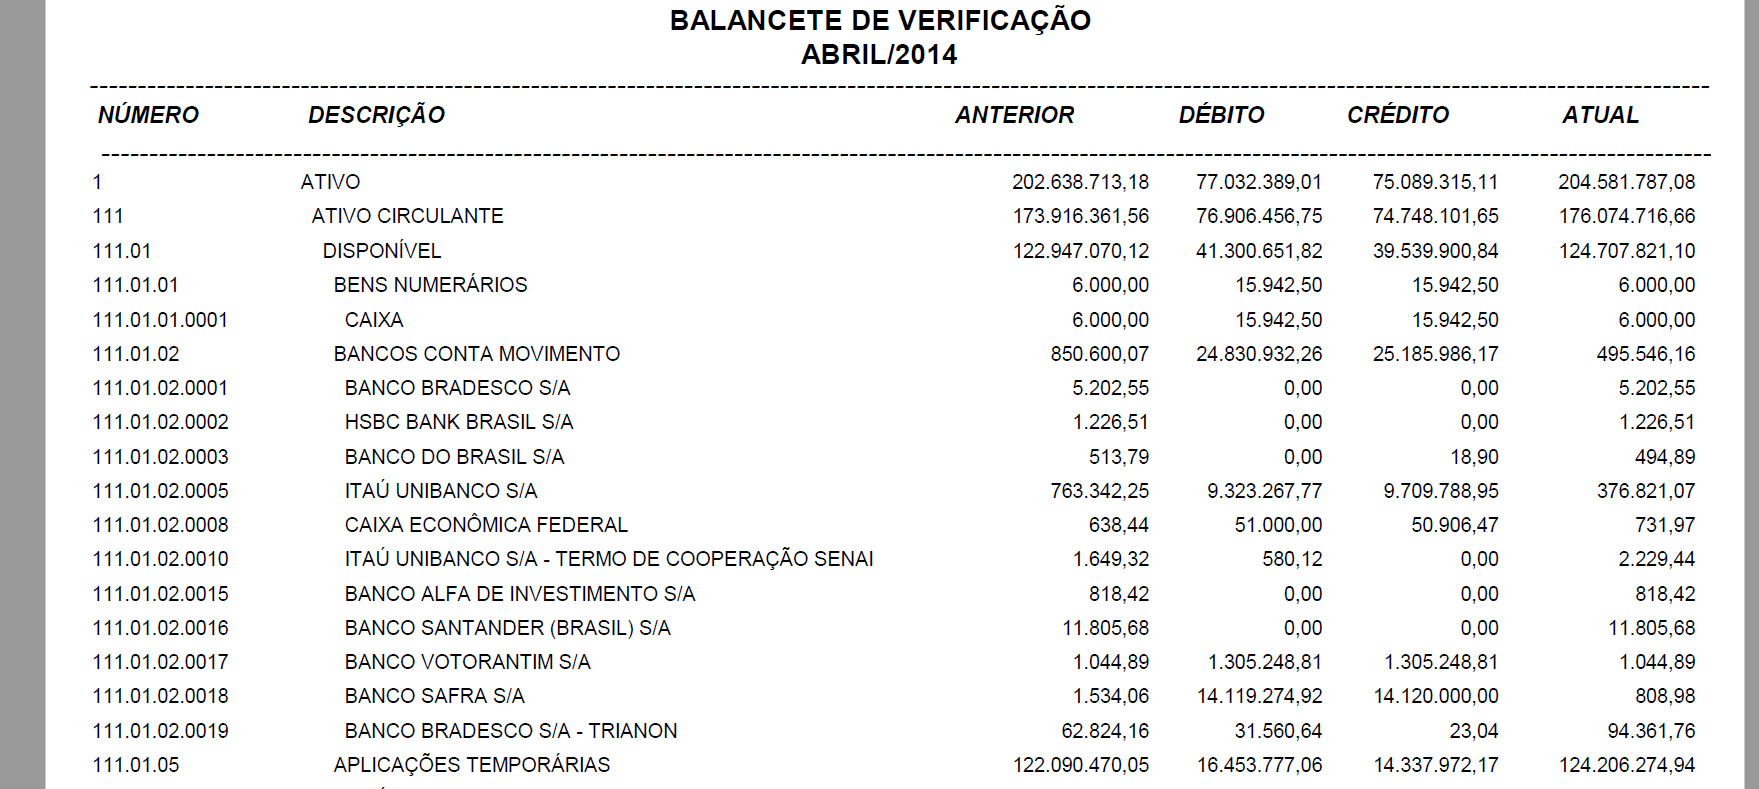 BALANCETE DE VERIFICAÇÃO
ABRIL/2014
NÚMERO DESCRIÇÃO ANTERIOR DÉBITO CRÉDITO ATUAL
1 ATIVO 202.638.713,18 77.032.389,01 75.089.315,11 204.581.787,08
111 ATIVO CIRCULANTE 173.916.361,56 76.906.456,75 74.748.101,65 176.074.716,66
111.01 DISPONÍVEL 122.947.070,12 41.300.651,82 39.539.900,84 124.707.821,10
111.01.01 BENS NUMERÁRIOS 6.000,00 15.942,50 15.942,50 6.000,00
111.01.01.0001 CAIXA 6.000,00 15.942,50 15.942,50 6.000,00
111.01.02 BANCOS CONTA MOVIMENTO 850.600,07 24.830.932,26 25.185.986,17 495.546,16
111.01.02.0001 BANCO BRADESCO S/A 5.202,55 0,00 0,00 5.202,55
111.01.02.0002 HSBC BANK BRASIL S/A 1.226,51 0,00 0,00 1.226,51
111.01.02.0003 BANCO DO BRASIL S/A 513,79 0,00 18,90 494,89
111.01.02.0005 ITAÚ UNIBANCO S/A 763.342,25 9.323.267,77 9.709.788,95 376.821,07
111.01.02.0008 CAIXA ECONÔMICA FEDERAL 638,44 51.000,00 50.906,47 731,97
111.01.02.0010 ITAÚ UNIBANCO S/A - TERMO DE COOPERAÇÃO SENAI 1.649,32 580,12 0,00 2.229,44
111.01.02.0015 BANCO ALFA DE INVESTIMENTO S/A 818,42 0,00 0,00 818,42
111.01.02.0016 BANCO SANTANDER (BRASIL) S/A 11.805,68 0,00 0,00 11.805,68
111.01.02.0017 BANCO VOTORANTIM S/A 1.044,89 1.305.248,81 1.305.248,81 1.044,89
111.01.02.0018 BANCO SAFRA S/A 1.534,06 14.119.274,92 14.120.000,00 808,98
111.01.02.0019 BANCO BRADESCO S/A - TRIANON 62.824,16 31.560,64 23,04 94.361,76
111.01.05 APLICAÇÕES TEMPORÁRIAS 122.090.470,05 16.453.777,06 14.337.972,17 124.206.274,94